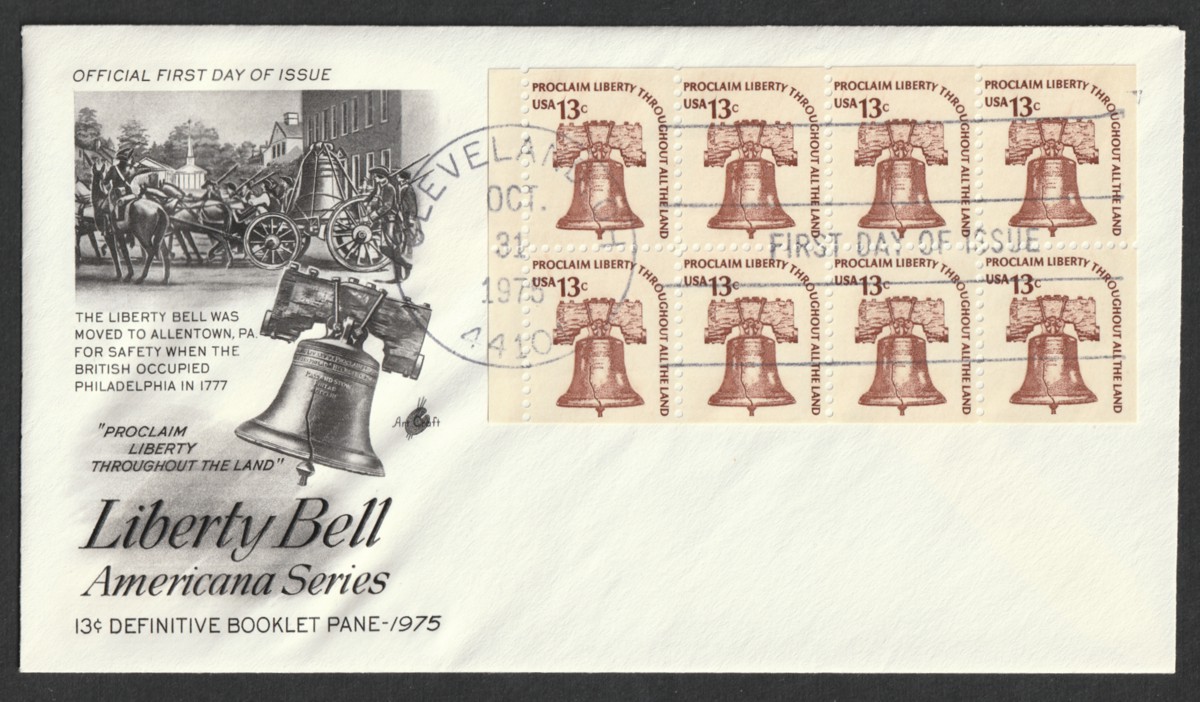 OFFICIAL FIRST DAY OF ISSUE
THE LIBERTY BELL WAS
MOVED TO ALLENTOWN, PA.
FOR SAFETY WHEN THE
BRITISH OCCUPIED
PHILADELPHIA IN 1777
"PROCLAIM
LIBERTY
THROUGHOUT THE LAND"
Art Craft
Liberty Bell
Americana Series
13¢ DEFINITIVE BOOKLET PANE-1975
CLEVELAND
OCT.
31
1975
FIRST DAY OF ISSUE
PROCLAIM LIBERTY THROUGHOUT ALL THE LAND
USA 13c
PROCLAIM LIBERTY THROUGHOUT ALL THE LAND
USA 13c
PROCLAIM LIBERTY THROUGHOUT ALL THE LAND
USA 13c
PROCLAIM LIBERTY THROUGHOUT ALL THE LAND
USA 13c
PROCLAIM LIBERTY THROUGHOUT ALL THE LAND
USA 13c
PROCLAIM LIBERTY THROUGHOUT ALL THE LAND
USA 13c
PROCLAIM LIBERTY THROUGHOUT ALL THE LAND
USA 13c
PROCLAIM LIBERTY THROUGHOUT ALL THE LAND
USA 13c